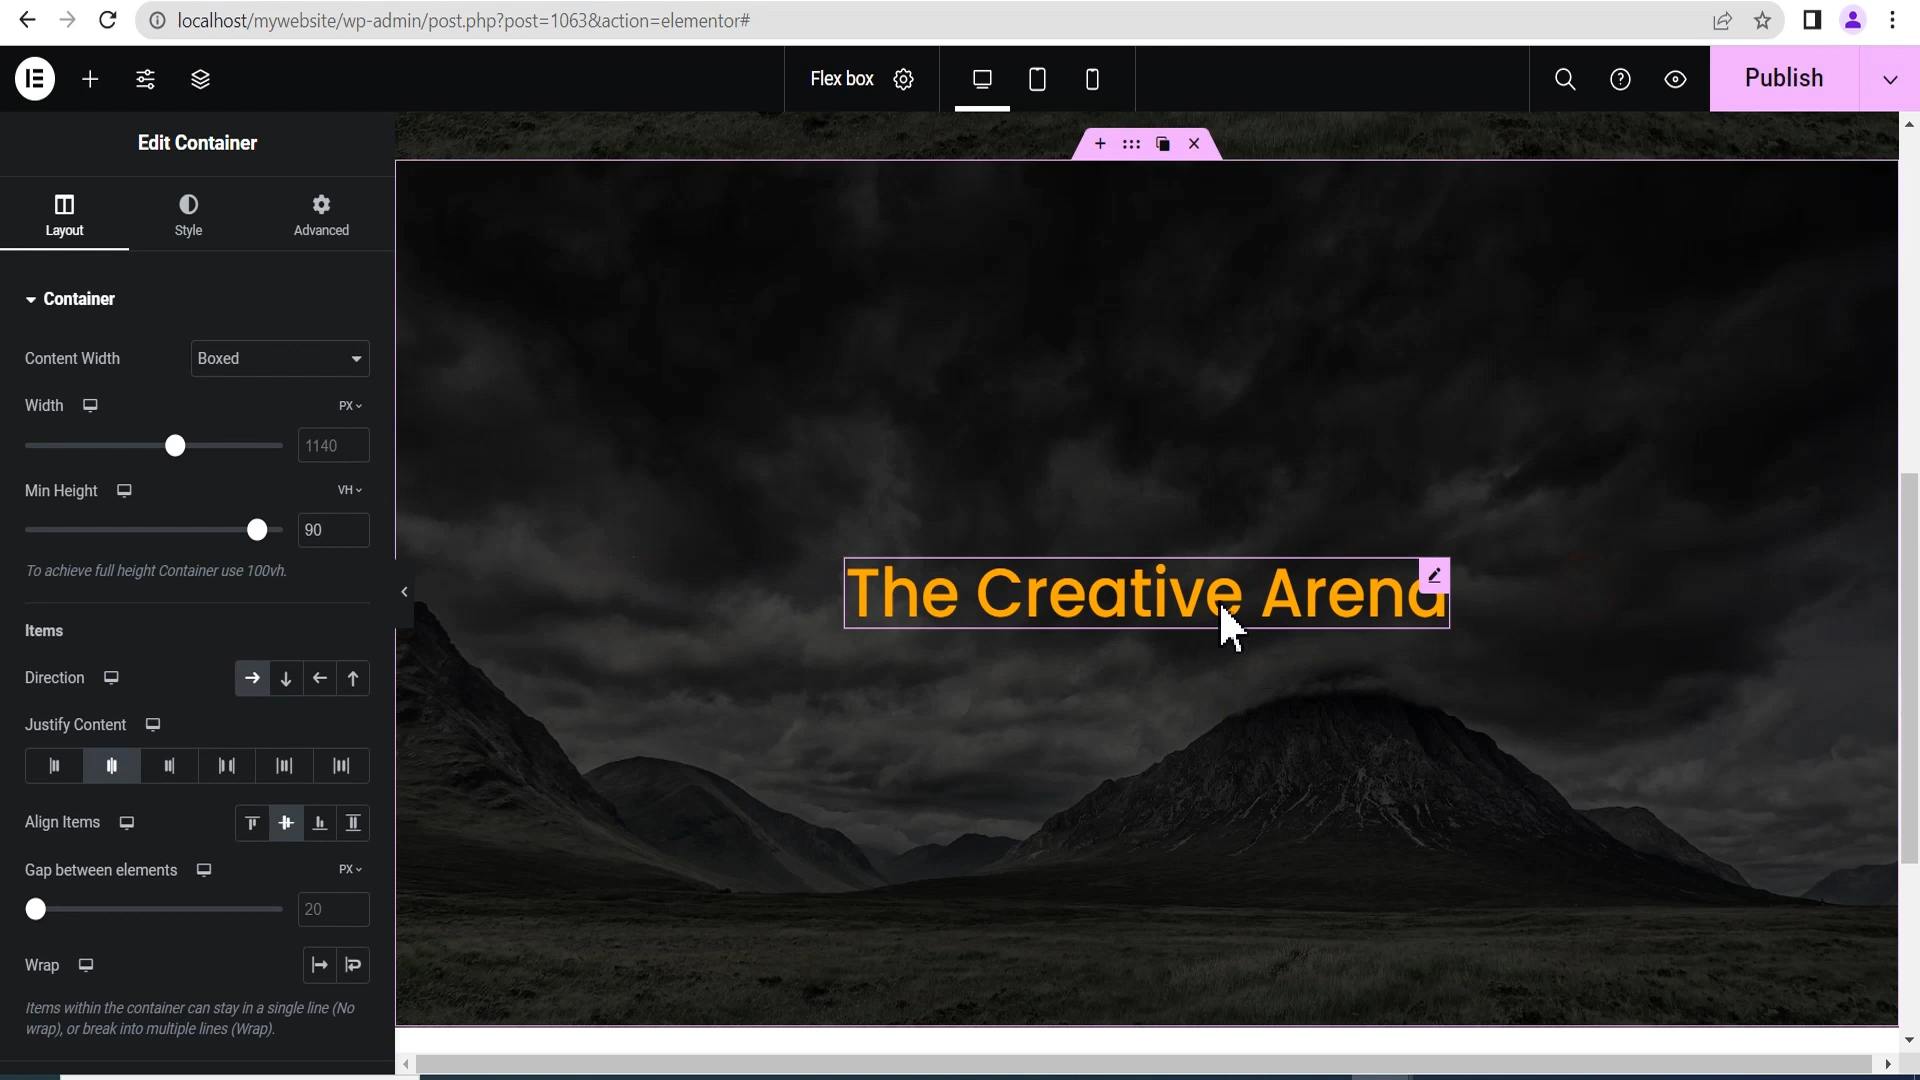 localhost/mywebsite/wp-admin/post.php?post=1063&action=elementor#
Flex box
Publish
Edit Container
Layout
Style
Advanced
Container
Content Width
Boxed
Width
PX
1140
Min Height
VH
90
To achieve full height Container use 100vh.
Items
Direction
Justify Content
Align Items
Gap between elements
PX
20
Wrap
Items within the container can stay in a single line (No
wrap), or break into multiple lines (Wrap).
The Creative Arena